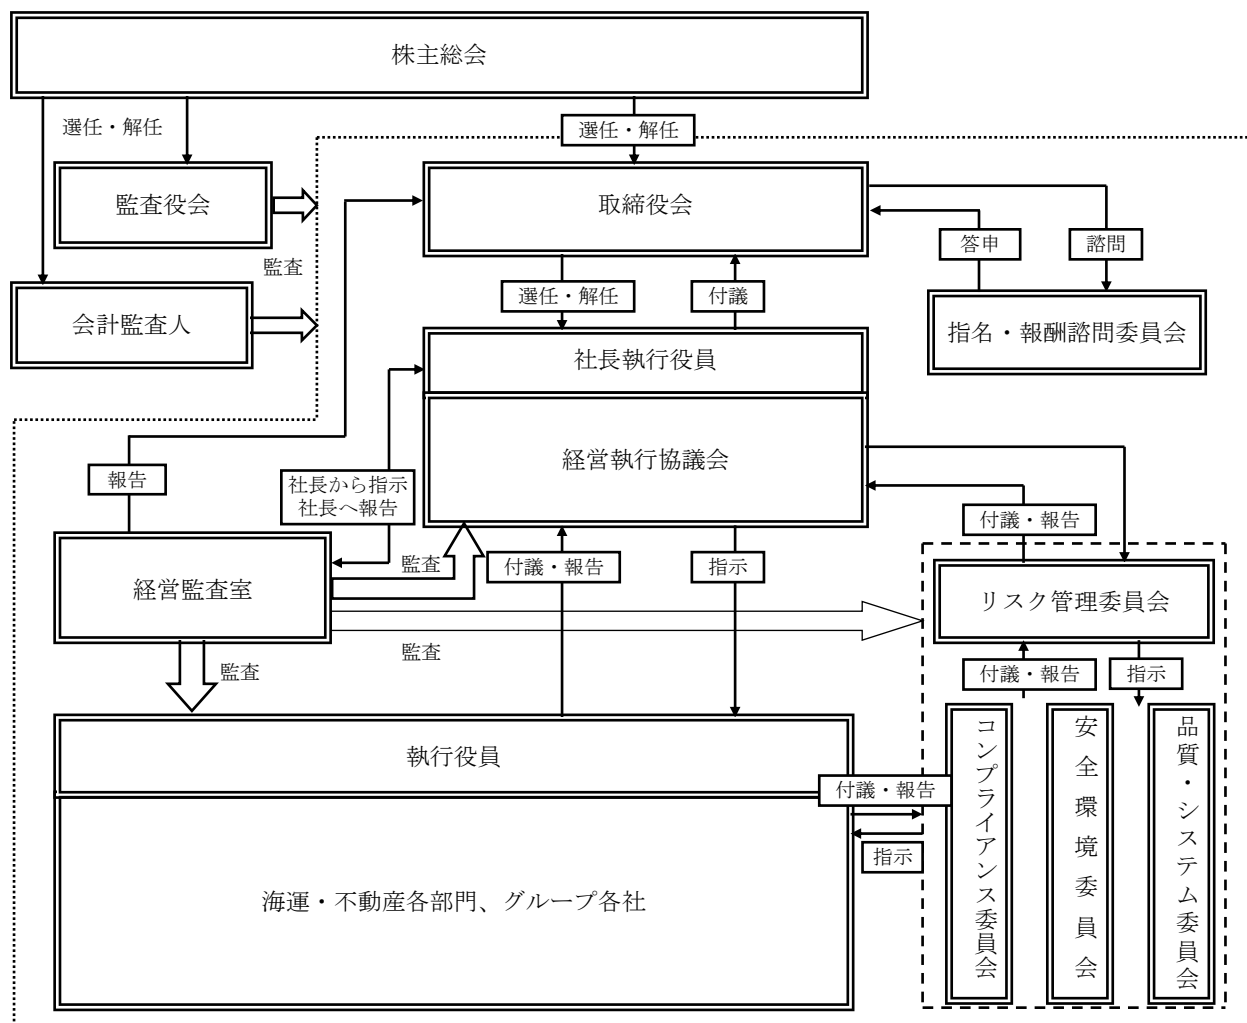 株主総会
選任・解任
選任・解任
監査役会
取締役会
監査
答申
諮問
会計監査人
選任・解任
付議
指名・報酬諮問委員会
社長執行役員
経営執行協議会
報告
社長から指示
社長へ報告
付議・報告
経営監査室
監査
付議・報告
指示
リスク管理委員会
監査
監査
付議・報告
指示
執行役員
付議・報告
指示
海運・不動産各部門、グループ各社
コンプライアンス委員会
安全環境委員会
品質・システム委員会